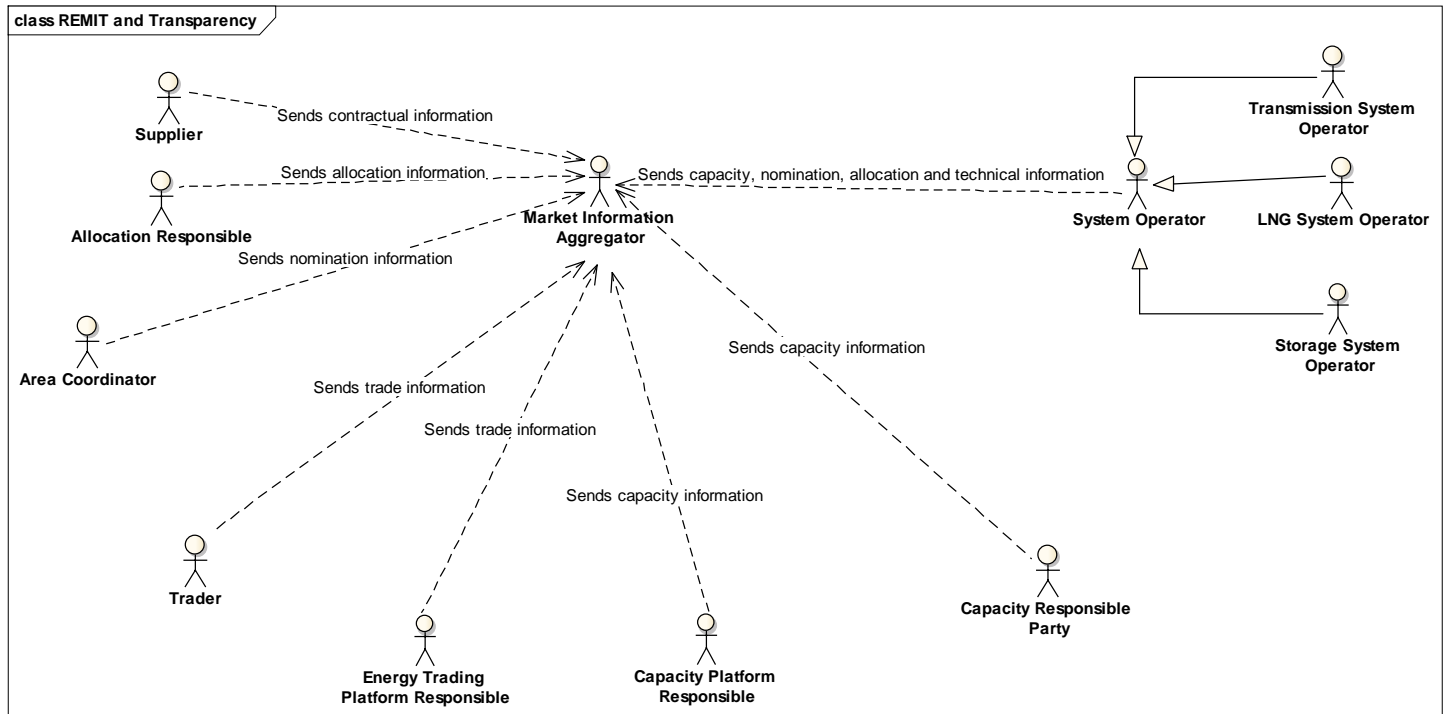 class REMIT and Transparency
Supplier
Sends contractual information
Allocation Responsible
Sends allocation information
Market Information
Aggregator
Sends capacity, nomination, allocation and technical information
System Operator
Transmission System
Operator
LNG System Operator
Storage System
Operator
Sends nomination information
Area Coordinator
Sends capacity information
Sends trade information
Sends trade information
Sends capacity information
Trader
Energy Trading
Platform Responsible
Capacity Platform
Responsible
Capacity Responsible
Party